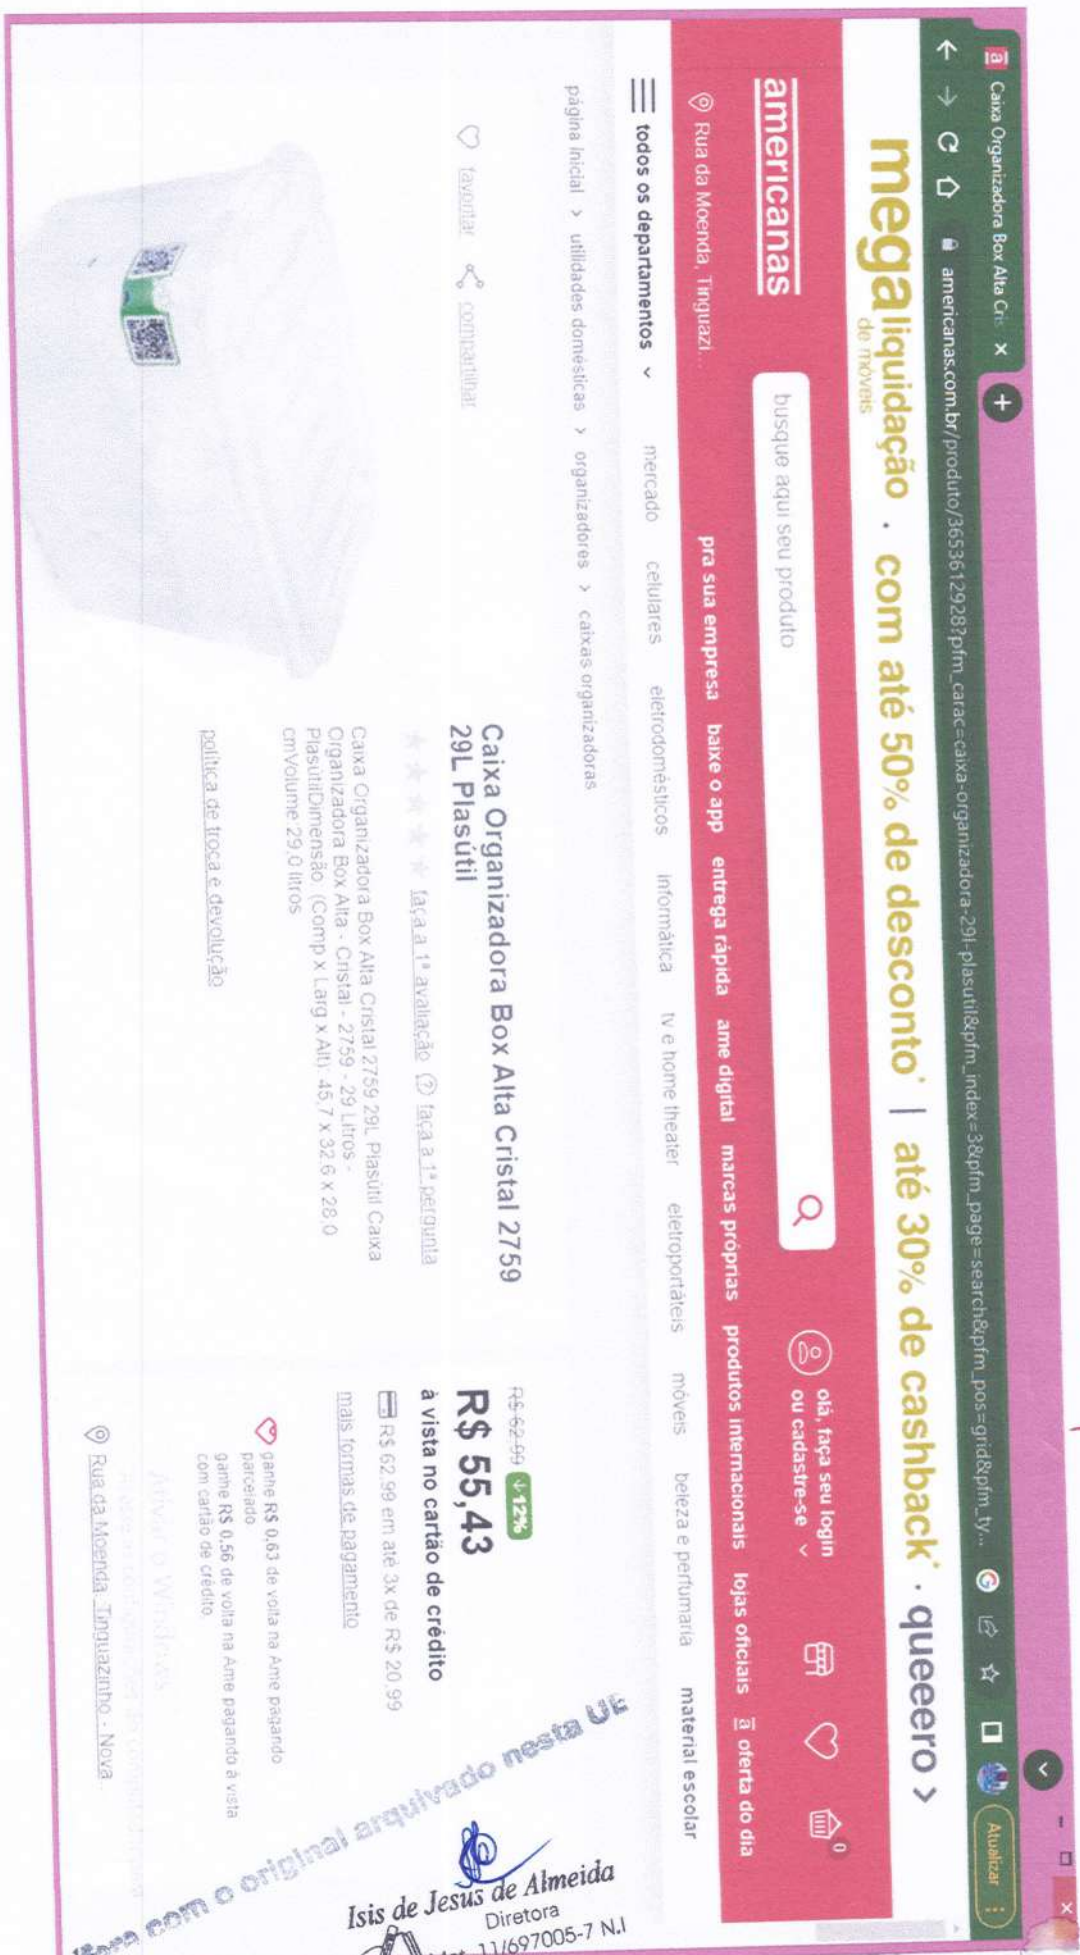 Caixa Organizadora Box Alta Cris
americanas.com.br/produto/3653612928?pfm_carac=caixa-organizadora-29l-plasutil&pfm_index=3&pfm_page=search&pfm_pos=grid&pfm_ty...
Atualizar
megaliquidação · com até 50% de desconto* | até 30% de cashback* · queeero >
de móveis
americanas
busque aqui seu produto
olá, faça seu login
ou cadastre-se
0
Rua da Moenda, Tinguazi...
pra sua empresa baixe o app entrega rápida ame digital marcas próprias produtos internacionais lojas oficiais a oferta do dia
todos os departamentos mercado celulares eletrodomésticos informática tv e home theater eletroportáteis móveis beleza e perfumaria material escolar
página inicial > utilidades domésticas > organizadores > caixas organizadoras
favoritar compartilhar
Caixa Organizadora Box Alta Cristal 2759
29L Plasútil
faça a 1ª avaliação faça a 1ª pergunta
Caixa Organizadora Box Alta Cristal 2759 29L Plasútil Caixa
Organizadora Box Alta - Cristal - 2759 - 29 Litros -
PlasútilDimensão: (Comp x Larg x Alt): 45,7 x 32,6 x 28,0
cmVolume 29,0 litros
política de troca e devolução
R$ 62,99 12%
R$ 55,43
à vista no cartão de crédito
R$ 62,99 em até 3x de R$ 20,99
mais formas de pagamento
ganhe R$ 0,63 de volta na Ame pagando
parcelado
ganhe R$ 0,56 de volta na Ame pagando à vista
com cartão de crédito
Ativar o Windows
Rua da Moenda, Tinguazinho - Nova
com o original arquivado nesta UE
Isis de Jesus de Almeida
Diretora
11/697005-7 N.I